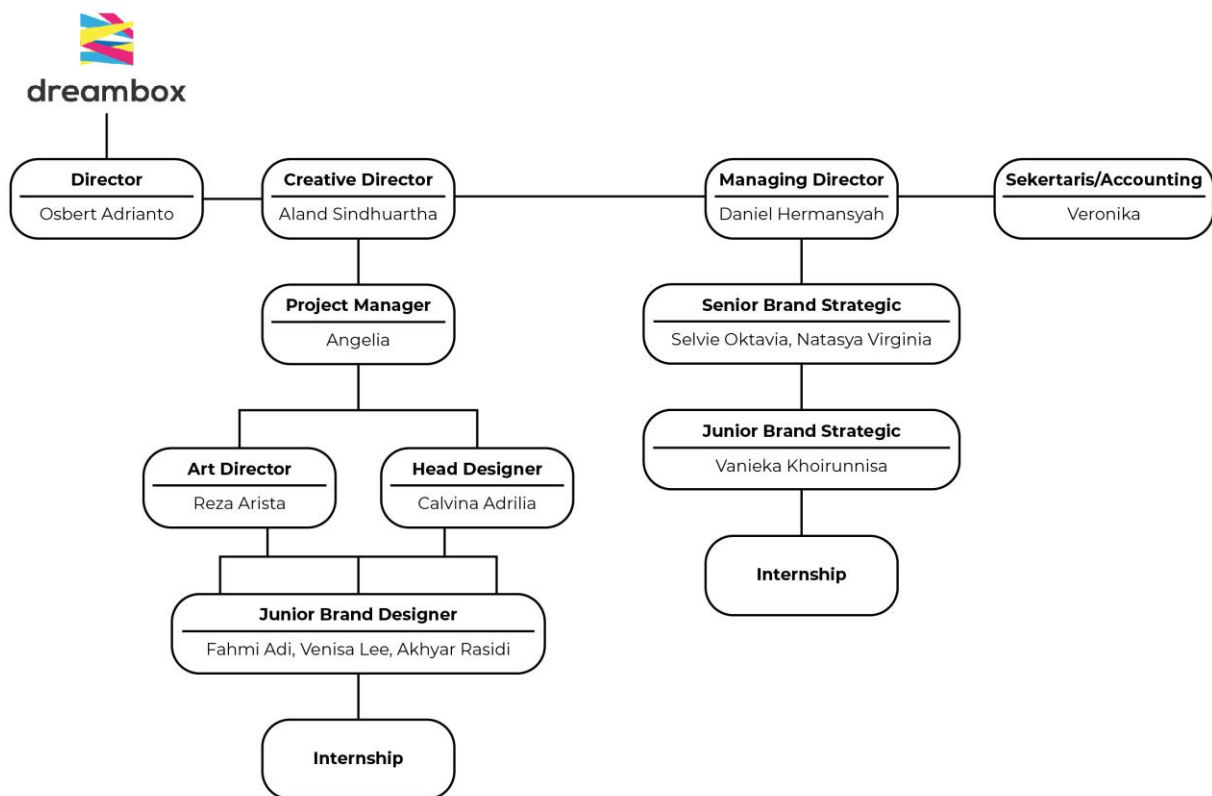 dreambox
Director
Osbert Adrianto
Creative Director
Aland Sindhuartha
Managing Director
Daniel Hermansyah
Sekertaris/Accounting
Veronika
Project Manager
Angelia
Senior Brand Strategic
Selvie Oktavia, Natasya Virginia
Junior Brand Strategic
Vanieka Khoirunnisa
Art Director
Reza Arista
Head Designer
Calvina Adrilia
Internship
Junior Brand Designer
Fahmi Adi, Venisa Lee, Akhyar Rasidi
Internship